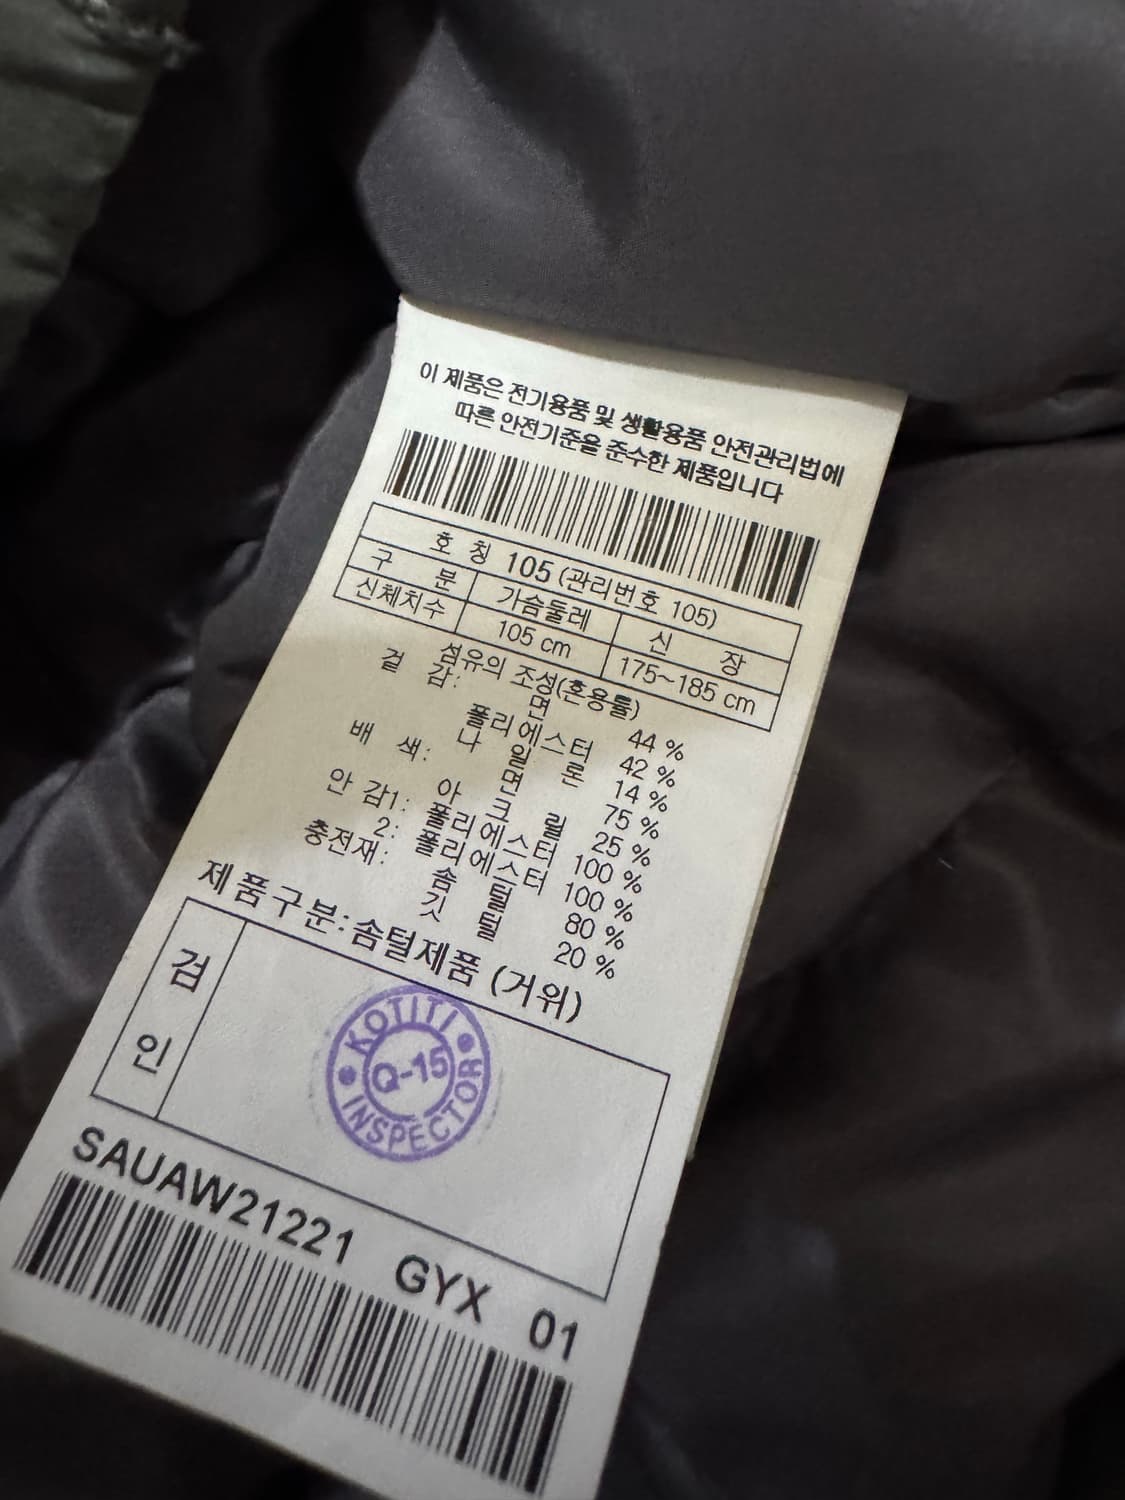 이 제품은 전기용품 및 생활용품 안전관리법에
따른 안전기준을 준수한 제품입니다
호 칭 105 (관리번호 105)
구 분 가슴둘레 신 장
신체치수 105 cm 175~185 cm
섬유의 조성(혼용률)
겉 감: 면 44 %
폴리에스터 42 %
나 일 론 14 %
배 색: 면 75 %
아 크 릴 25 %
안 감1: 폴리에스터 100 %
2: 폴리에스터 100 %
충전재: 솜 털 80 %
깃 털 20 %
제품구분: 솜털제품 (거위)
검 인
KOTITI
Q-15
INSPECTOR
SAUAW21221 GYX 01